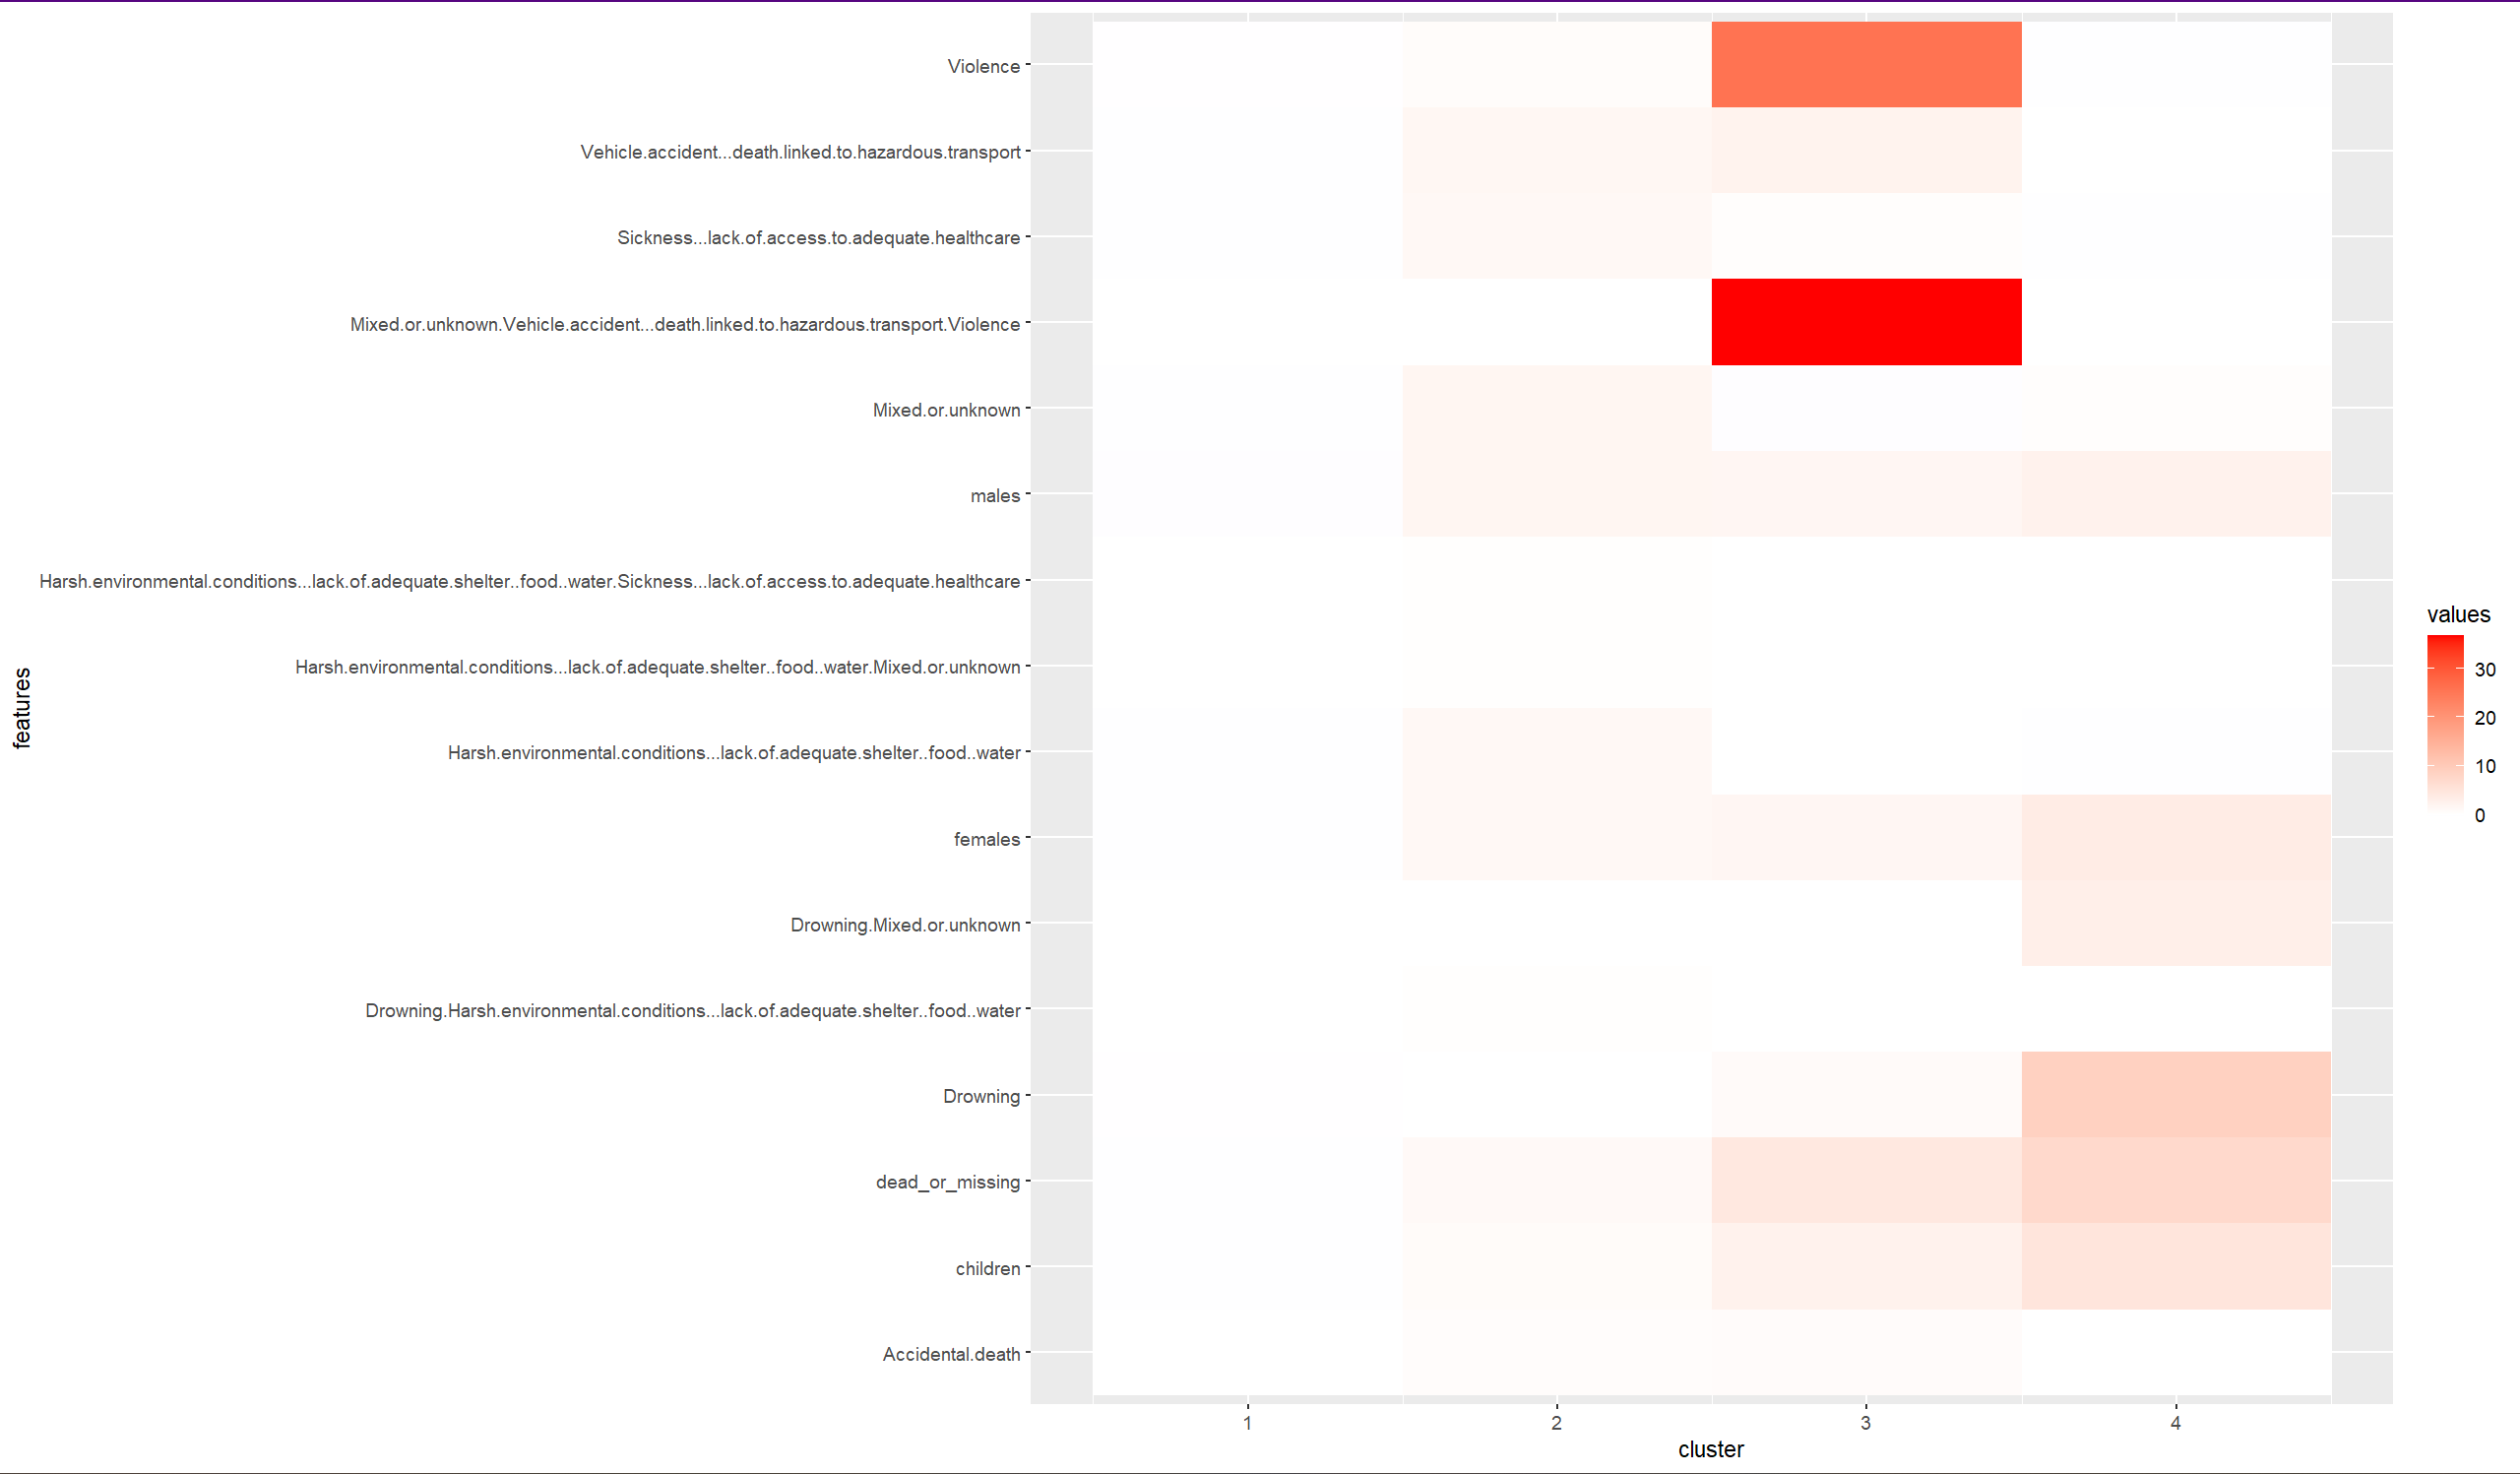 Violence
Vehicle.accident...death.linked.to.hazardous.transport
Sickness...lack.of.access.to.adequate.healthcare
Mixed.or.unknown.Vehicle.accident...death.linked.to.hazardous.transport.Violence
Mixed.or.unknown
males
Harsh.environmental.conditions...lack.of.adequate.shelter..food..water.Sickness...lack.of.access.to.adequate.healthcare
Harsh.environmental.conditions...lack.of.adequate.shelter..food..water.Mixed.or.unknown
Harsh.environmental.conditions...lack.of.adequate.shelter..food..water
females
Drowning.Mixed.or.unknown
Drowning.Harsh.environmental.conditions...lack.of.adequate.shelter..food..water
Drowning
dead_or_missing
children
Accidental.death
features
1 2 3 4
cluster
values
30
20
10
0